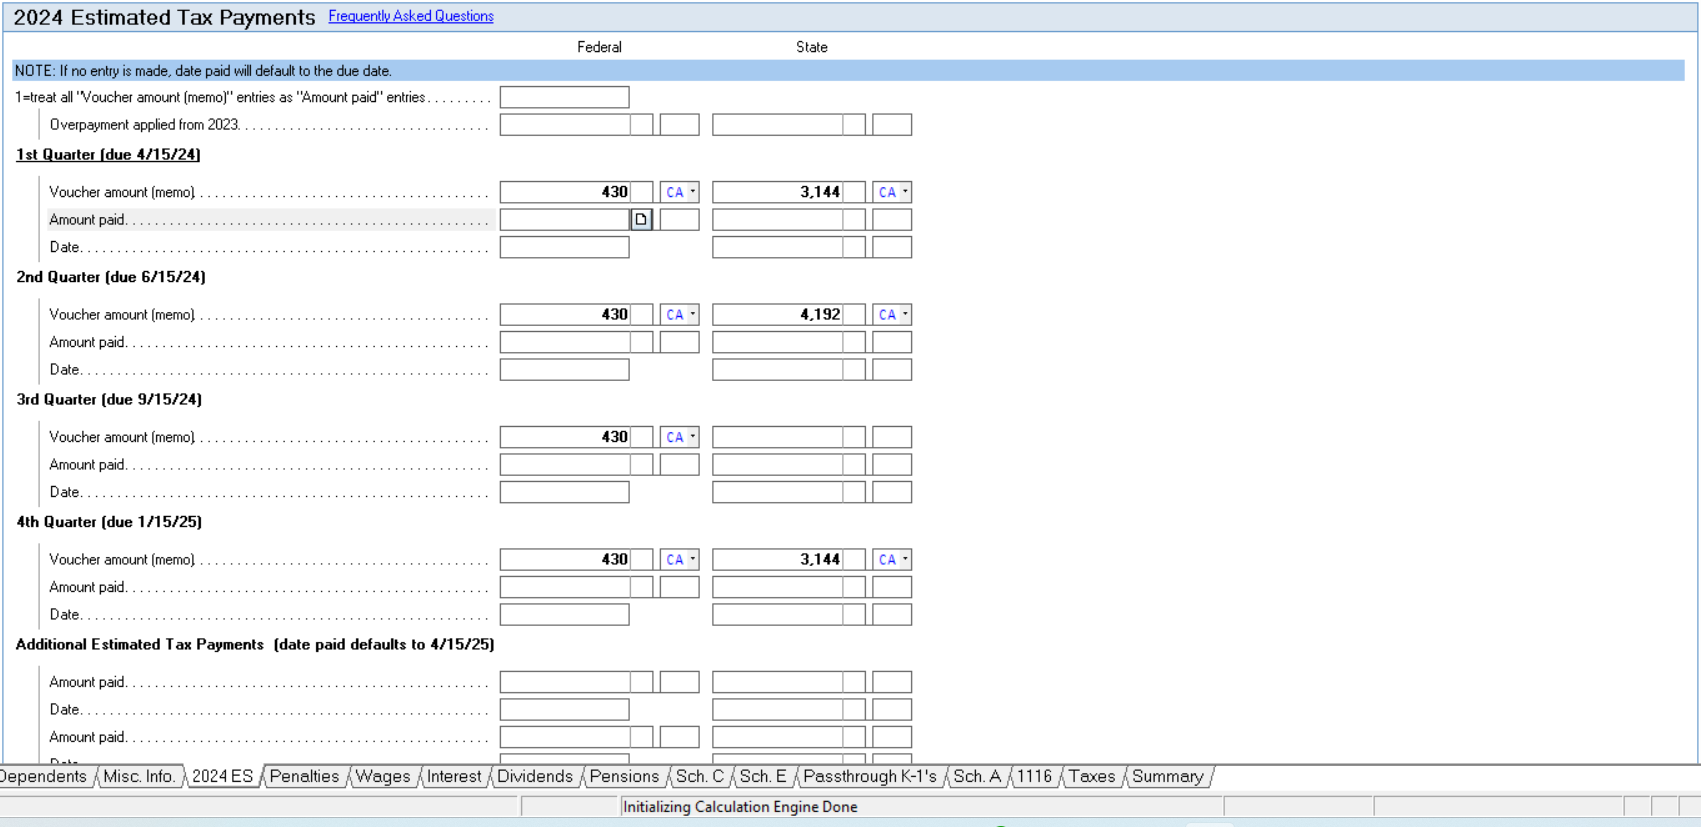 2024 Estimated Tax Payments Frequently Asked Questions
Federal State
NOTE: If no entry is made, date paid will default to the due date.
1=treat all "Voucher amount (memo)" entries as "Amount paid" entries . . . . . . . . .
Overpayment applied from 2023. . . . . . . . . . . . . . . . . . . . . . . . . . . . . . . . . . . .
1st Quarter (due 4/15/24)
Voucher amount (memo). . . . . . . . . . . . . . . . . . . . . . . . . . . . . . . . . . . . . . . . 430 CA 3,144 CA
Amount paid. . . . . . . . . . . . . . . . . . . . . . . . . . . . . . . . . . . . . . . . . . . . . . . . . . .
Date. . . . . . . . . . . . . . . . . . . . . . . . . . . . . . . . . . . . . . . . . . . . . . . . . . . . . . . . .
2nd Quarter (due 6/15/24)
Voucher amount (memo). . . . . . . . . . . . . . . . . . . . . . . . . . . . . . . . . . . . . . . . 430 CA 4,192 CA
Amount paid. . . . . . . . . . . . . . . . . . . . . . . . . . . . . . . . . . . . . . . . . . . . . . . . . . .
Date. . . . . . . . . . . . . . . . . . . . . . . . . . . . . . . . . . . . . . . . . . . . . . . . . . . . . . . . .
3rd Quarter (due 9/15/24)
Voucher amount (memo). . . . . . . . . . . . . . . . . . . . . . . . . . . . . . . . . . . . . . . . 430 CA
Amount paid. . . . . . . . . . . . . . . . . . . . . . . . . . . . . . . . . . . . . . . . . . . . . . . . . . .
Date. . . . . . . . . . . . . . . . . . . . . . . . . . . . . . . . . . . . . . . . . . . . . . . . . . . . . . . . .
4th Quarter (due 1/15/25)
Voucher amount (memo). . . . . . . . . . . . . . . . . . . . . . . . . . . . . . . . . . . . . . . . 430 CA 3,144 CA
Amount paid. . . . . . . . . . . . . . . . . . . . . . . . . . . . . . . . . . . . . . . . . . . . . . . . . . .
Date. . . . . . . . . . . . . . . . . . . . . . . . . . . . . . . . . . . . . . . . . . . . . . . . . . . . . . . . .
Additional Estimated Tax Payments (date paid defaults to 4/15/25)
Amount paid. . . . . . . . . . . . . . . . . . . . . . . . . . . . . . . . . . . . . . . . . . . . . . . . . . .
Date. . . . . . . . . . . . . . . . . . . . . . . . . . . . . . . . . . . . . . . . . . . . . . . . . . . . . . . . .
Amount paid. . . . . . . . . . . . . . . . . . . . . . . . . . . . . . . . . . . . . . . . . . . . . . . . . . .
Dependents Misc. Info. 2024 ES Penalties Wages Interest Dividends Pensions Sch. C Sch. E Passthrough K-1's Sch. A 1116 Taxes Summary
Initializing Calculation Engine Done